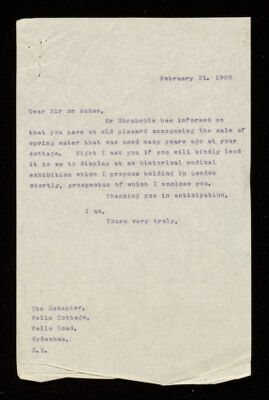 February 21. 1908
Dear Sir or Madam,
Mr has informed me
that you have an old placard announcing the sale of
spring water that was used many years ago at your
cottage. Might I ask you if you will kindly lend
it to me to display at an historical medical
exhibition which I propose holding in London
shortly, prospectus of which I enclose you.
Thanking you in anticipation,
I am,
Yours very truly,
The Occupier,
Wells Cottage,
Wells Road,
Sydenham,
S.E.